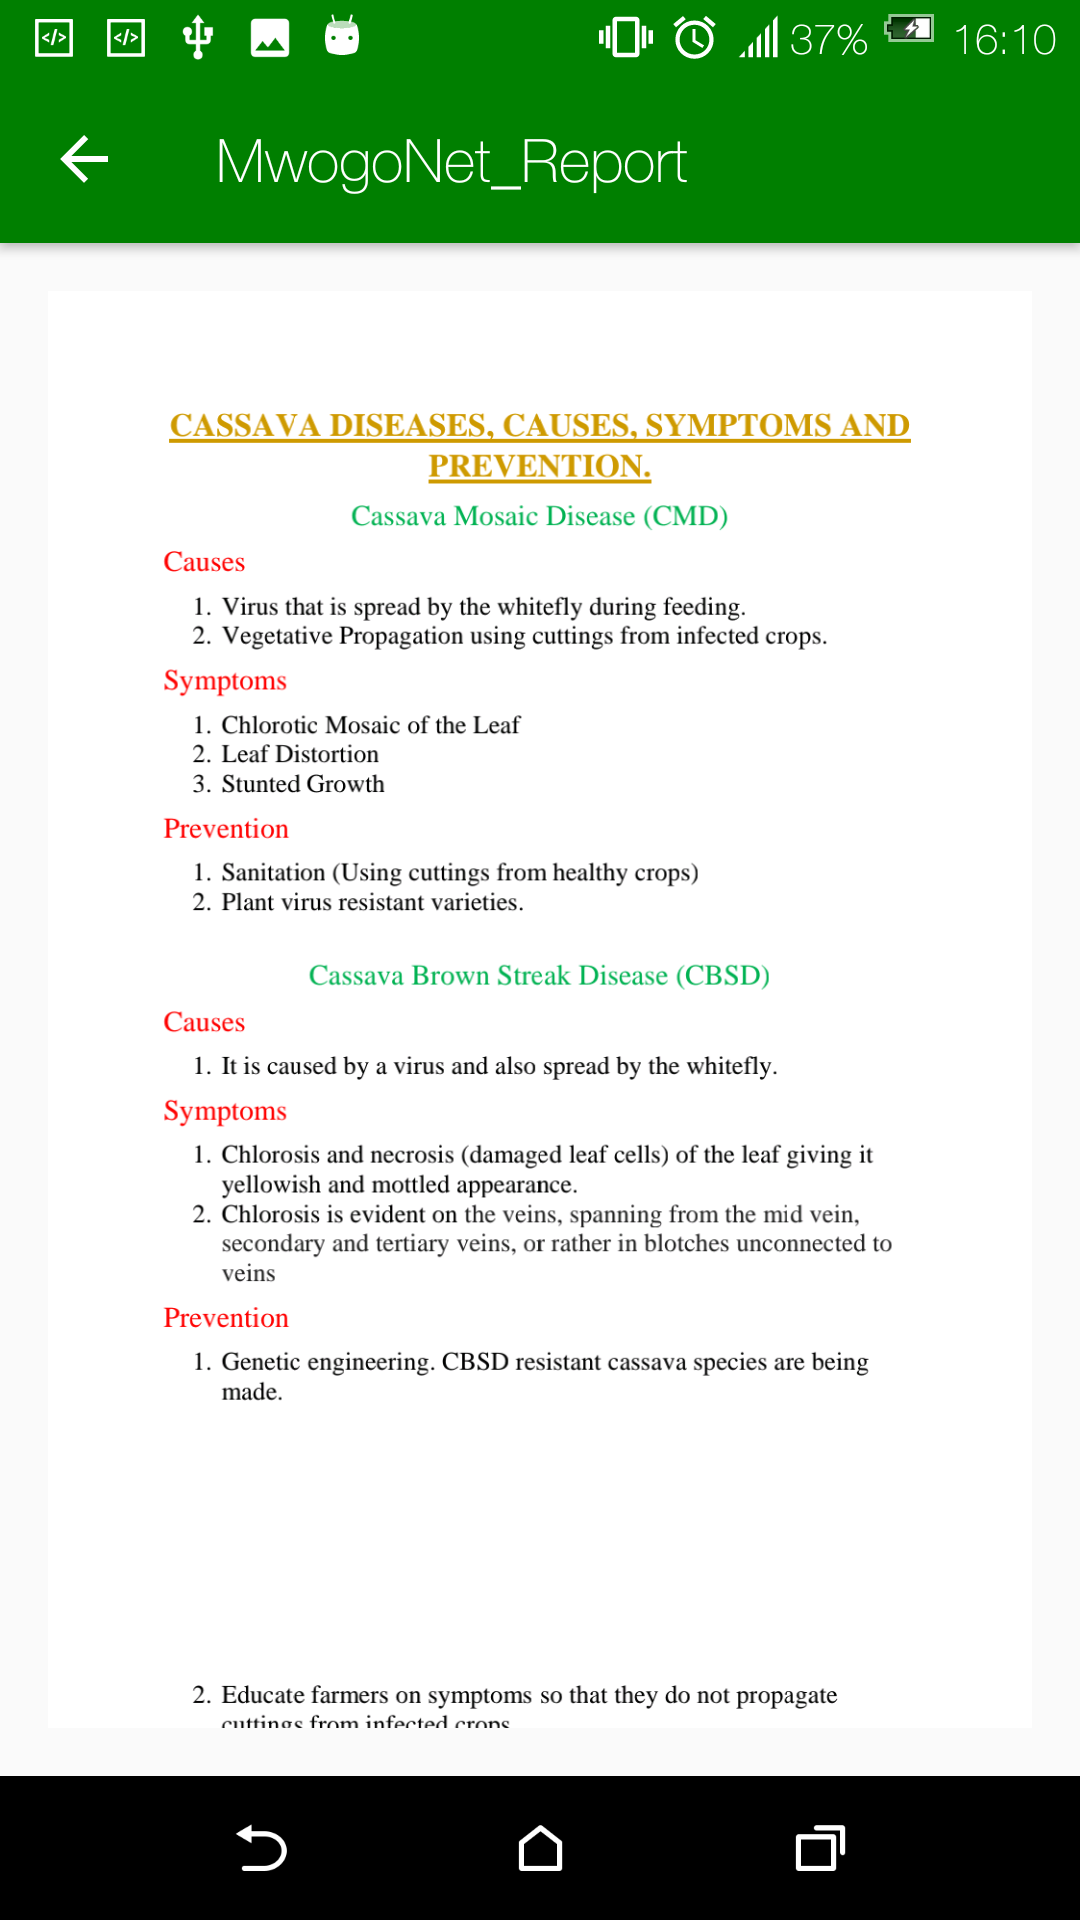 37% 16:10
MwogoNet_Report
CASSAVA DISEASES, CAUSES, SYMPTOMS AND
PREVENTION.
Cassava Mosaic Disease (CMD)
Causes
1. Virus that is spread by the whitefly during feeding.
2. Vegetative Propagation using cuttings from infected crops.
Symptoms
1. Chlorotic Mosaic of the Leaf
2. Leaf Distortion
3. Stunted Growth
Prevention
1. Sanitation (Using cuttings from healthy crops)
2. Plant virus resistant varieties.
Cassava Brown Streak Disease (CBSD)
Causes
1. It is caused by a virus and also spread by the whitefly.
Symptoms
1. Chlorosis and necrosis (damaged leaf cells) of the leaf giving it
yellowish and mottled appearance.
2. Chlorosis is evident on the veins, spanning from the mid vein,
secondary and tertiary veins, or rather in blotches unconnected to
veins
Prevention
1. Genetic engineering. CBSD resistant cassava species are being
made.
2. Educate farmers on symptoms so that they do not propagate
cuttings from infected crops